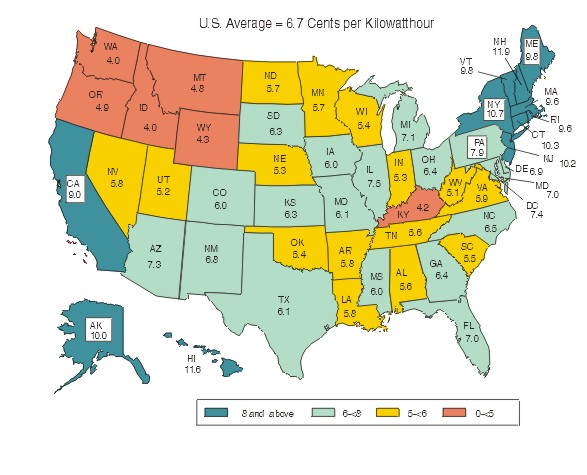 U.S. Average = 6.7 Cents per Kilowatthour
NH
11.9
ME
9.8
VT
9.8
WA
4.0
MT
4.8
ND
5.7
MN
5.7
MA
9.6
OR
4.9
ID
4.0
WY
4.3
SD
6.3
WI
5.4
MI
7.1
NY
10.7
RI
9.6
CT
10.3
PA
7.9
NJ 10.2
CA
9.0
NV
5.8
UT
5.2
CO
6.0
NE
5.3
IA
6.0
IL
7.5
IN
5.3
OH
6.4
WV
5.1
VA
5.9
DE 6.9
MD
7.0
DC
7.4
KS
6.3
MO
6.1
KY 4.2
NC
6.5
AZ
7.3
NM
6.8
OK
5.4
AR
5.8
TN 5.6
SC
5.5
TX
6.1
LA
5.8
MS
6.0
AL
5.6
GA
6.4
FL
7.0
AK
10.0
HI
11.6
8 and above 6-<8 5-<6 0-<5